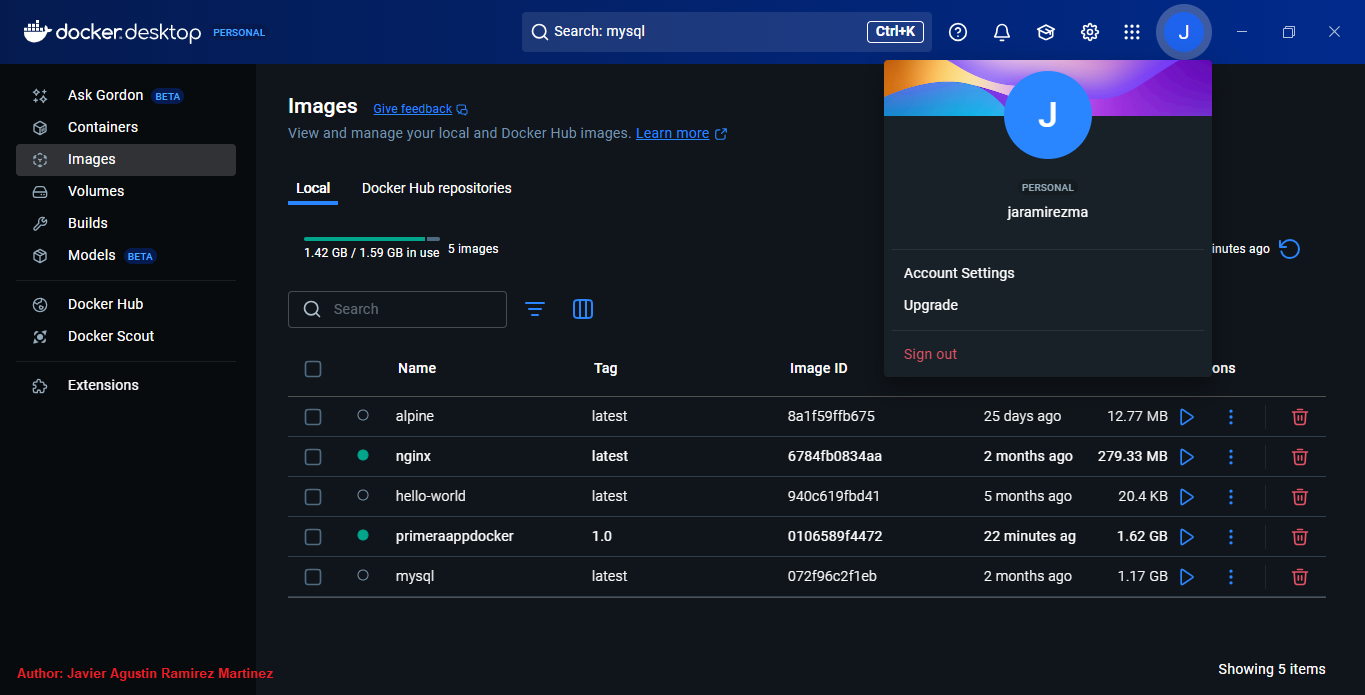 docker.desktop PERSONAL
Search: mysql Ctrl+K
J
Ask Gordon BETA
Containers
Images
Volumes
Builds
Models BETA
Docker Hub
Docker Scout
Extensions
Images Give feedback
View and manage your local and Docker Hub images. Learn more
Local Docker Hub repositories
1.42 GB / 1.59 GB in use 5 images
inutes ago
J
PERSONAL
jaramirezma
Account Settings
Upgrade
Sign out
Search
Name Tag Image ID ons
alpine latest 8a1f59ffb675 25 days ago 12.77 MB
nginx latest 6784fb0834aa 2 months ago 279.33 MB
hello-world latest 940c619fbd41 5 months ago 20.4 KB
primeraappdocker 1.0 0106589f4472 22 minutes ag 1.62 GB
mysql latest 072f96c2f1eb 2 months ago 1.17 GB
Showing 5 items
Author: Javier Agustin Ramirez Martinez